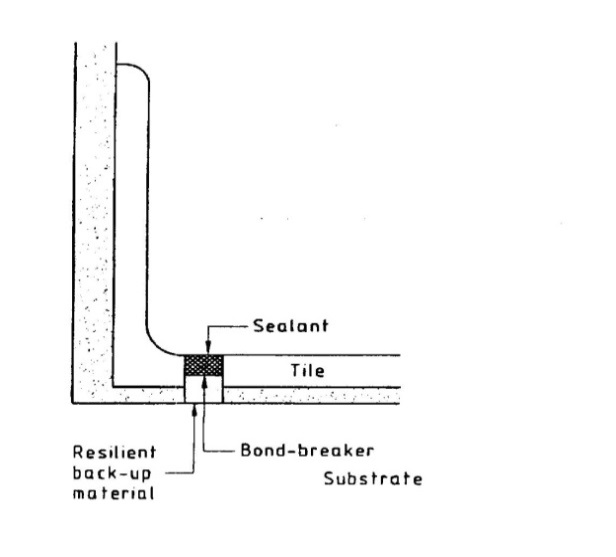 Sealant
Tile
Resilient
back-up
material
Bond-breaker
Substrate